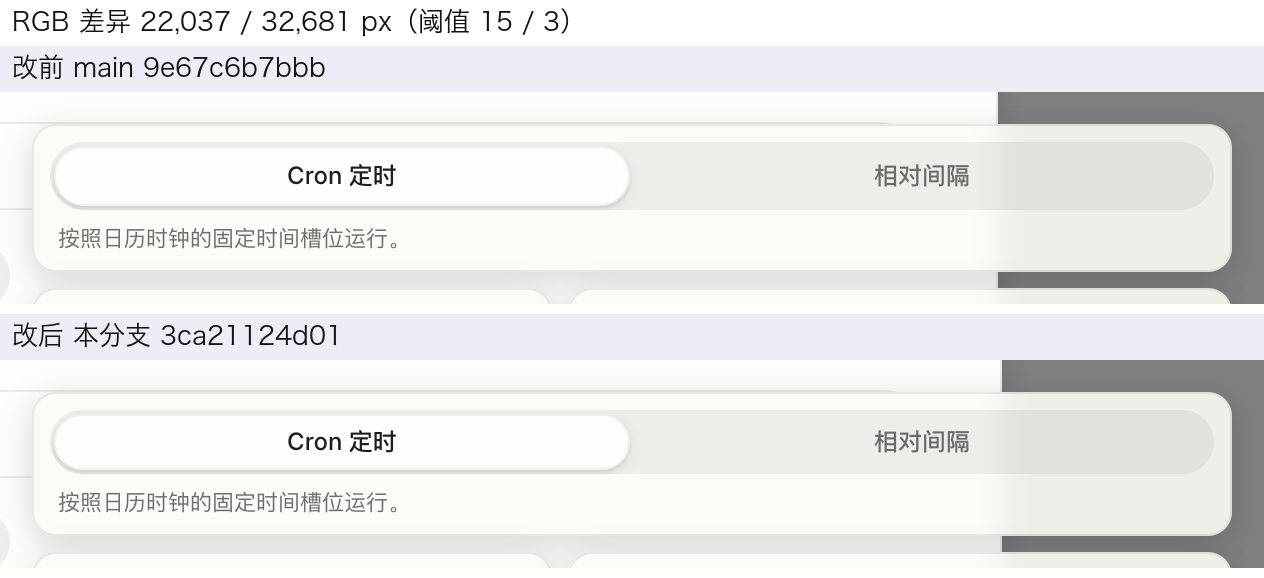 RGB 差异 22,037 / 32,681 px（阈值 15 / 3）
改前 main 9e67c6b7bbb
Cron 定时
相对间隔
按照日历时钟的固定时间槽位运行。
改后 本分支 3ca21124d01
Cron 定时
相对间隔
按照日历时钟的固定时间槽位运行。